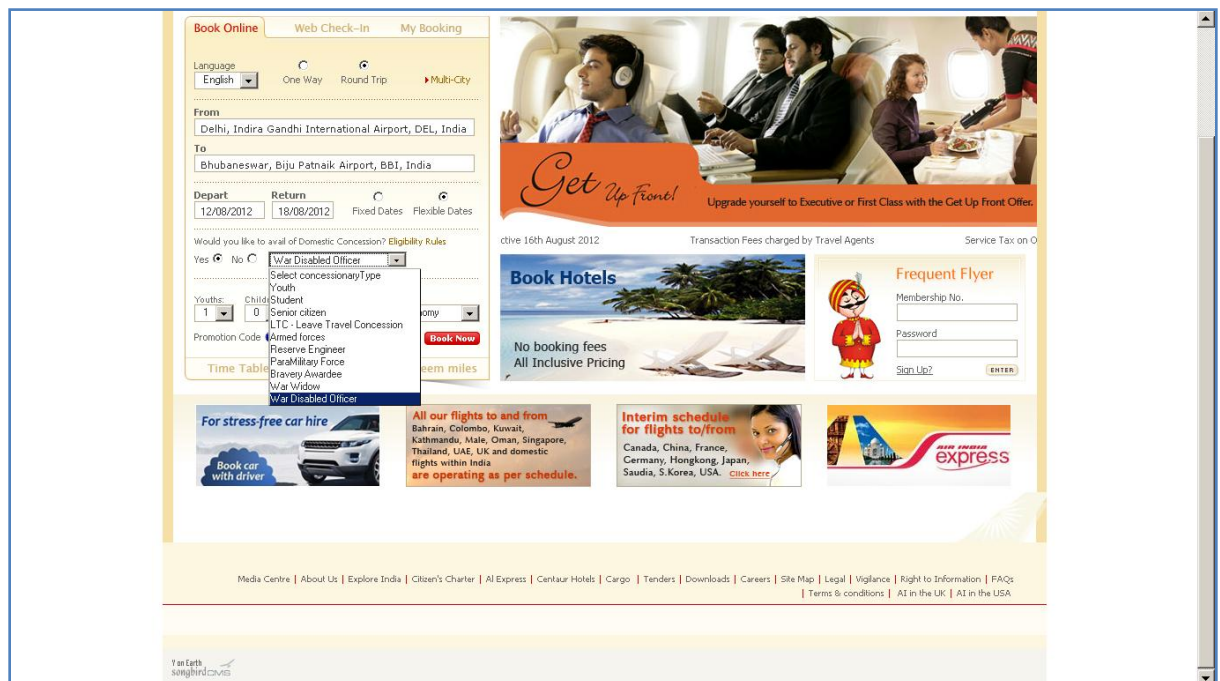 Book Online
Web Check-In
My Booking
Language
English
One Way
Round Trip
Multi-City
From
Delhi, Indira Gandhi International Airport, DEL, India
To
Bhubaneswar, Biju Patnaik Airport, BBI, India
Depart
Return
12/08/2012
18/08/2012
Fixed Dates
Flexible Dates
Would you like to avail of Domestic Concession? Eligibility Rules
Yes
No
War Disabled Officer
Select concessionaryType
Youth
Student
Senior citizen
LTC - Leave Travel Concession
Armed forces
Reserve Engineer
ParaMilitary Force
Bravery Awardee
War Widow
War Disabled Officer
Youths:
1
0
Promotion Code
Book Now
Time Table
miles
Get Up Front!
Upgrade yourself to Executive or First Class with the Get Up Front Offer.
ctive 16th August 2012
Transaction Fees charged by Travel Agents
Service Tax on O
Book Hotels
No booking fees
All Inclusive Pricing
Frequent Flyer
Membership No.
Password
Sign Up?
ENTER
For stress-free car hire
Book car
with driver
All our flights to and from
Bahrain, Colombo, Kuwait,
Kathmandu, Male, Oman, Singapore,
Thailand, UAE, UK and domestic
flights within India
are operating as per schedule.
Interim schedule
for flights to/from
Canada, China, France,
Germany, Hongkong, Japan,
Saudia, S.Korea, USA. Click here
AIR INDIA
express
Media Centre | About Us | Explore India | Citizen's Charter | AI Express | Centaur Hotels | Cargo | Tenders | Downloads | Careers | Site Map | Legal | Vigilance | Right to Information | FAQs
| Terms & conditions | AI in the UK | AI in the USA
Y on Earth
songbirdCMS